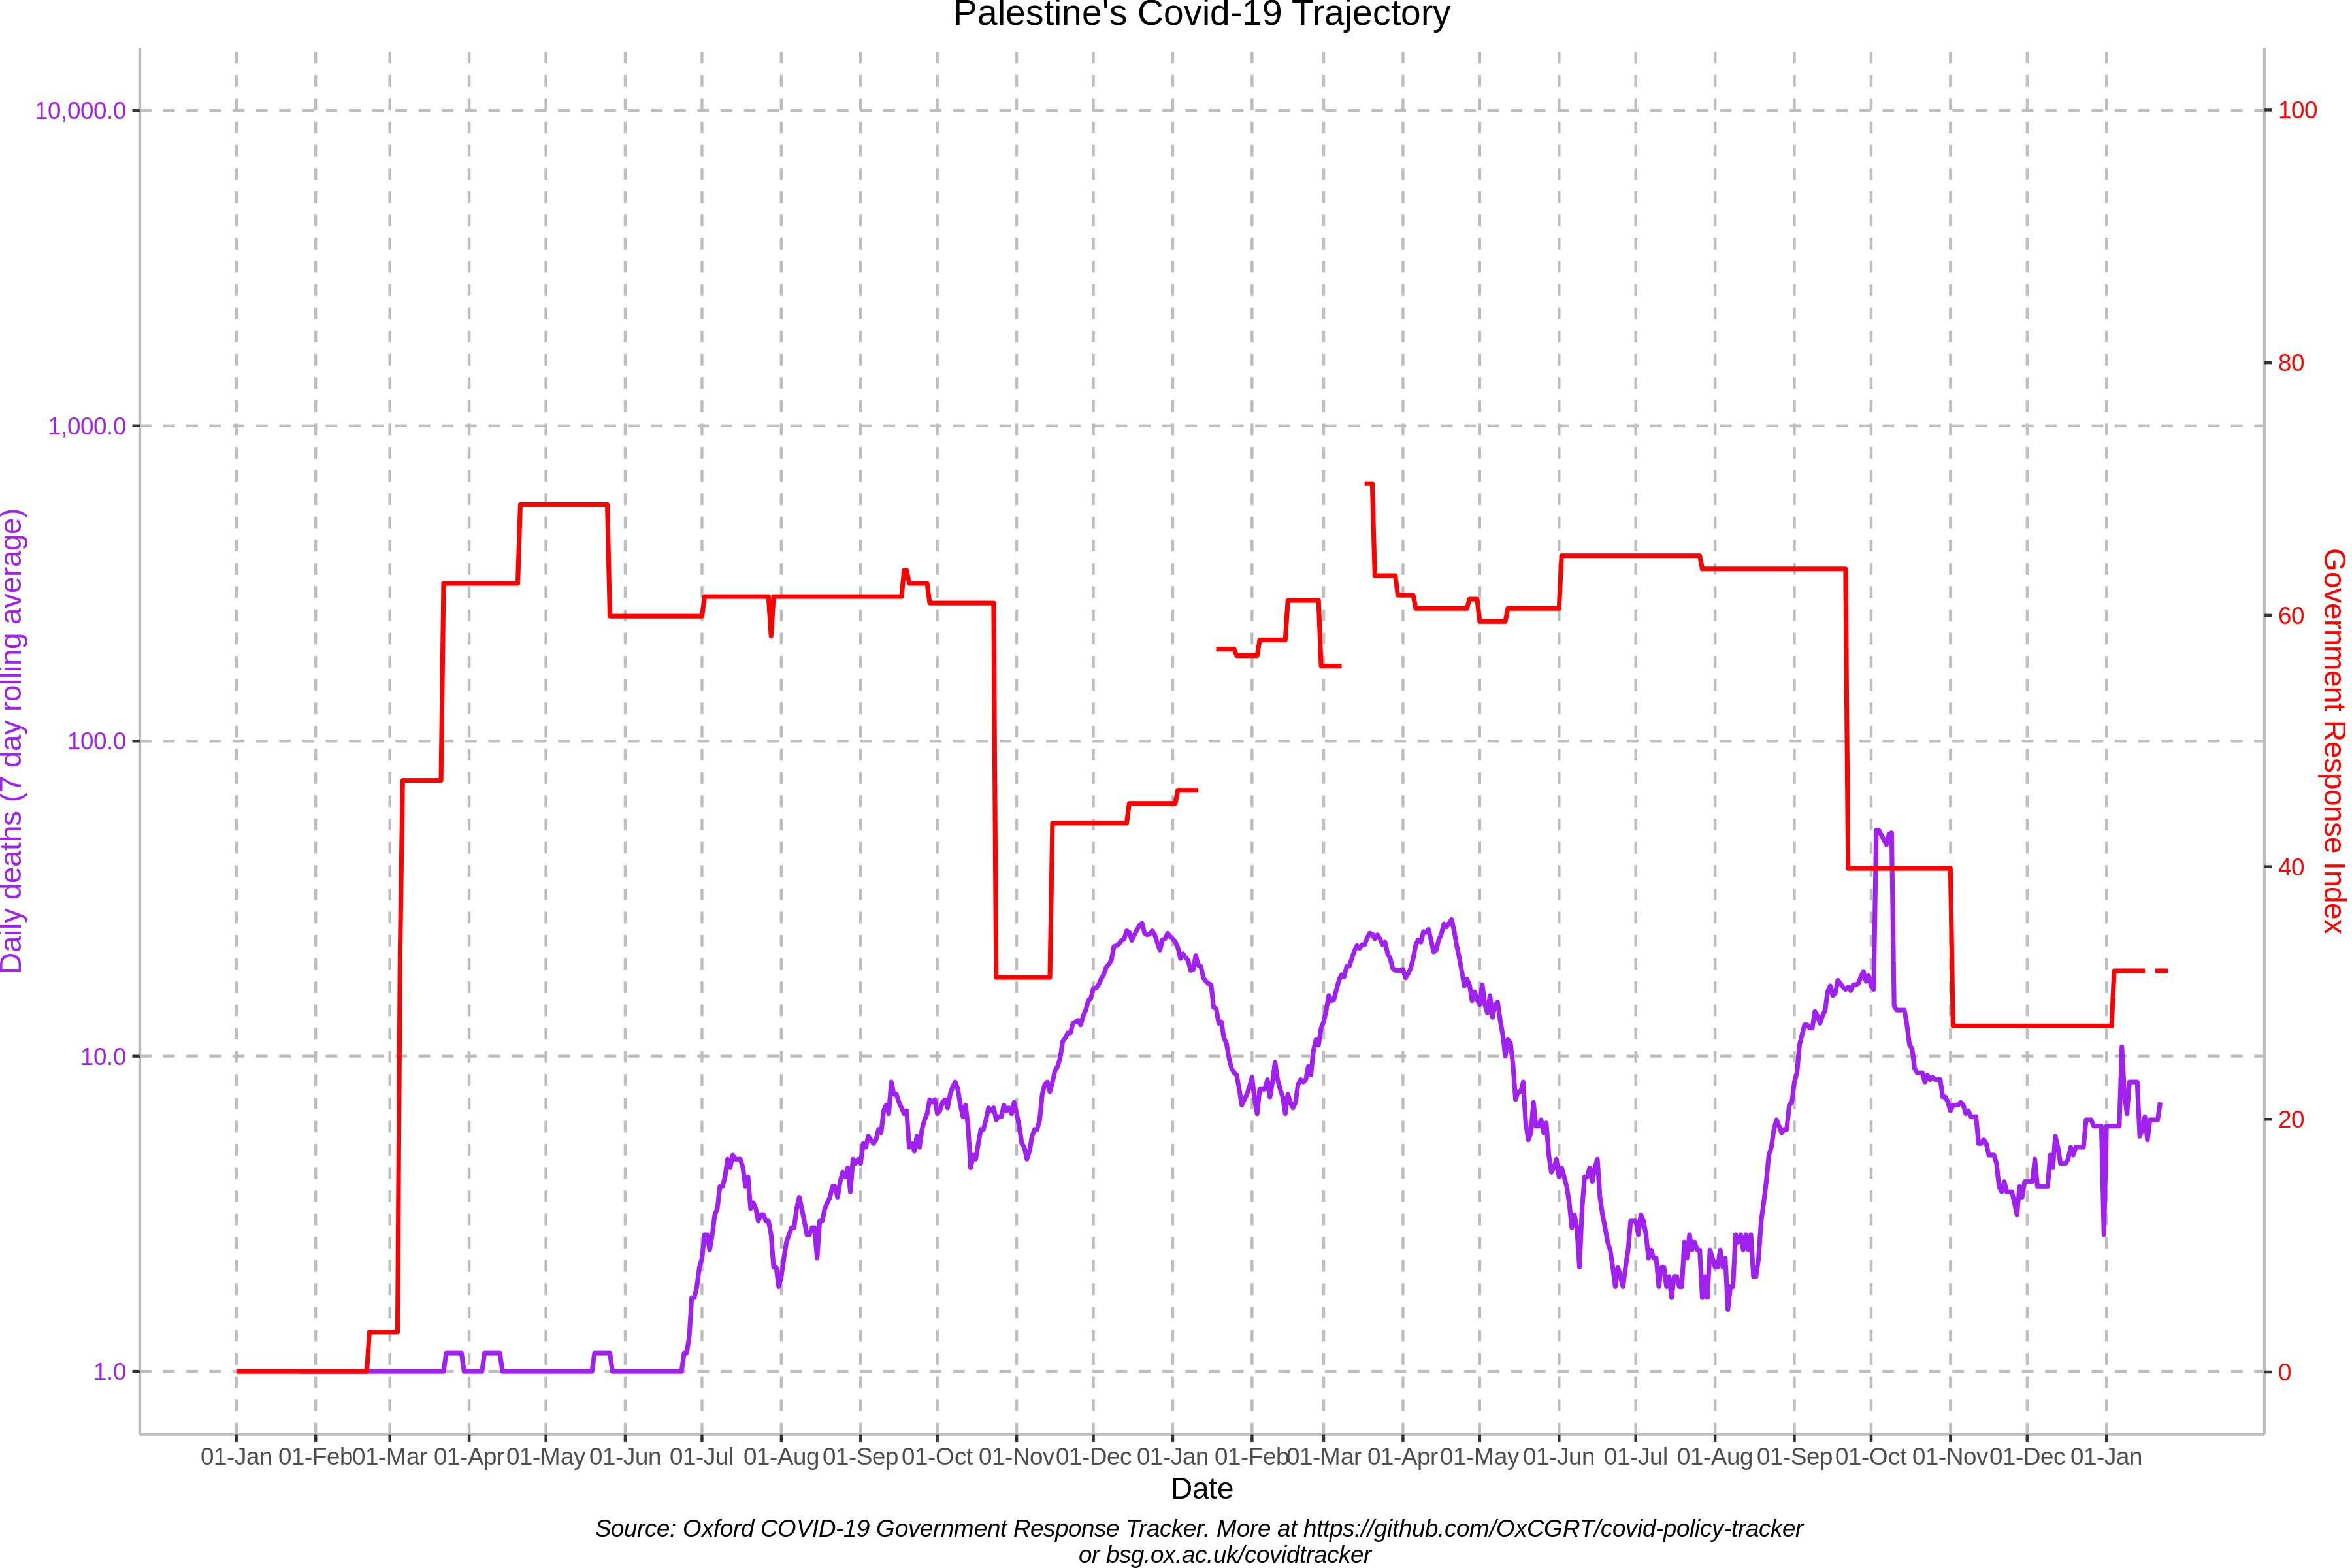 Palestine's Covid-19 Trajectory
10,000.0
1,000.0
100.0
10.0
1.0
Daily deaths (7 day rolling average)
100
80
60
40
20
0
Government Response Index
01-Jan 01-Feb 01-Mar 01-Apr 01-May 01-Jun 01-Jul 01-Aug 01-Sep 01-Oct 01-Nov 01-Dec 01-Jan 01-Feb 01-Mar 01-Apr 01-May 01-Jun 01-Jul 01-Aug 01-Sep 01-Oct 01-Nov 01-Dec 01-Jan
Date
Source: Oxford COVID-19 Government Response Tracker. More at https://github.com/OxCGRT/covid-policy-tracker
or bsg.ox.ac.uk/covidtracker